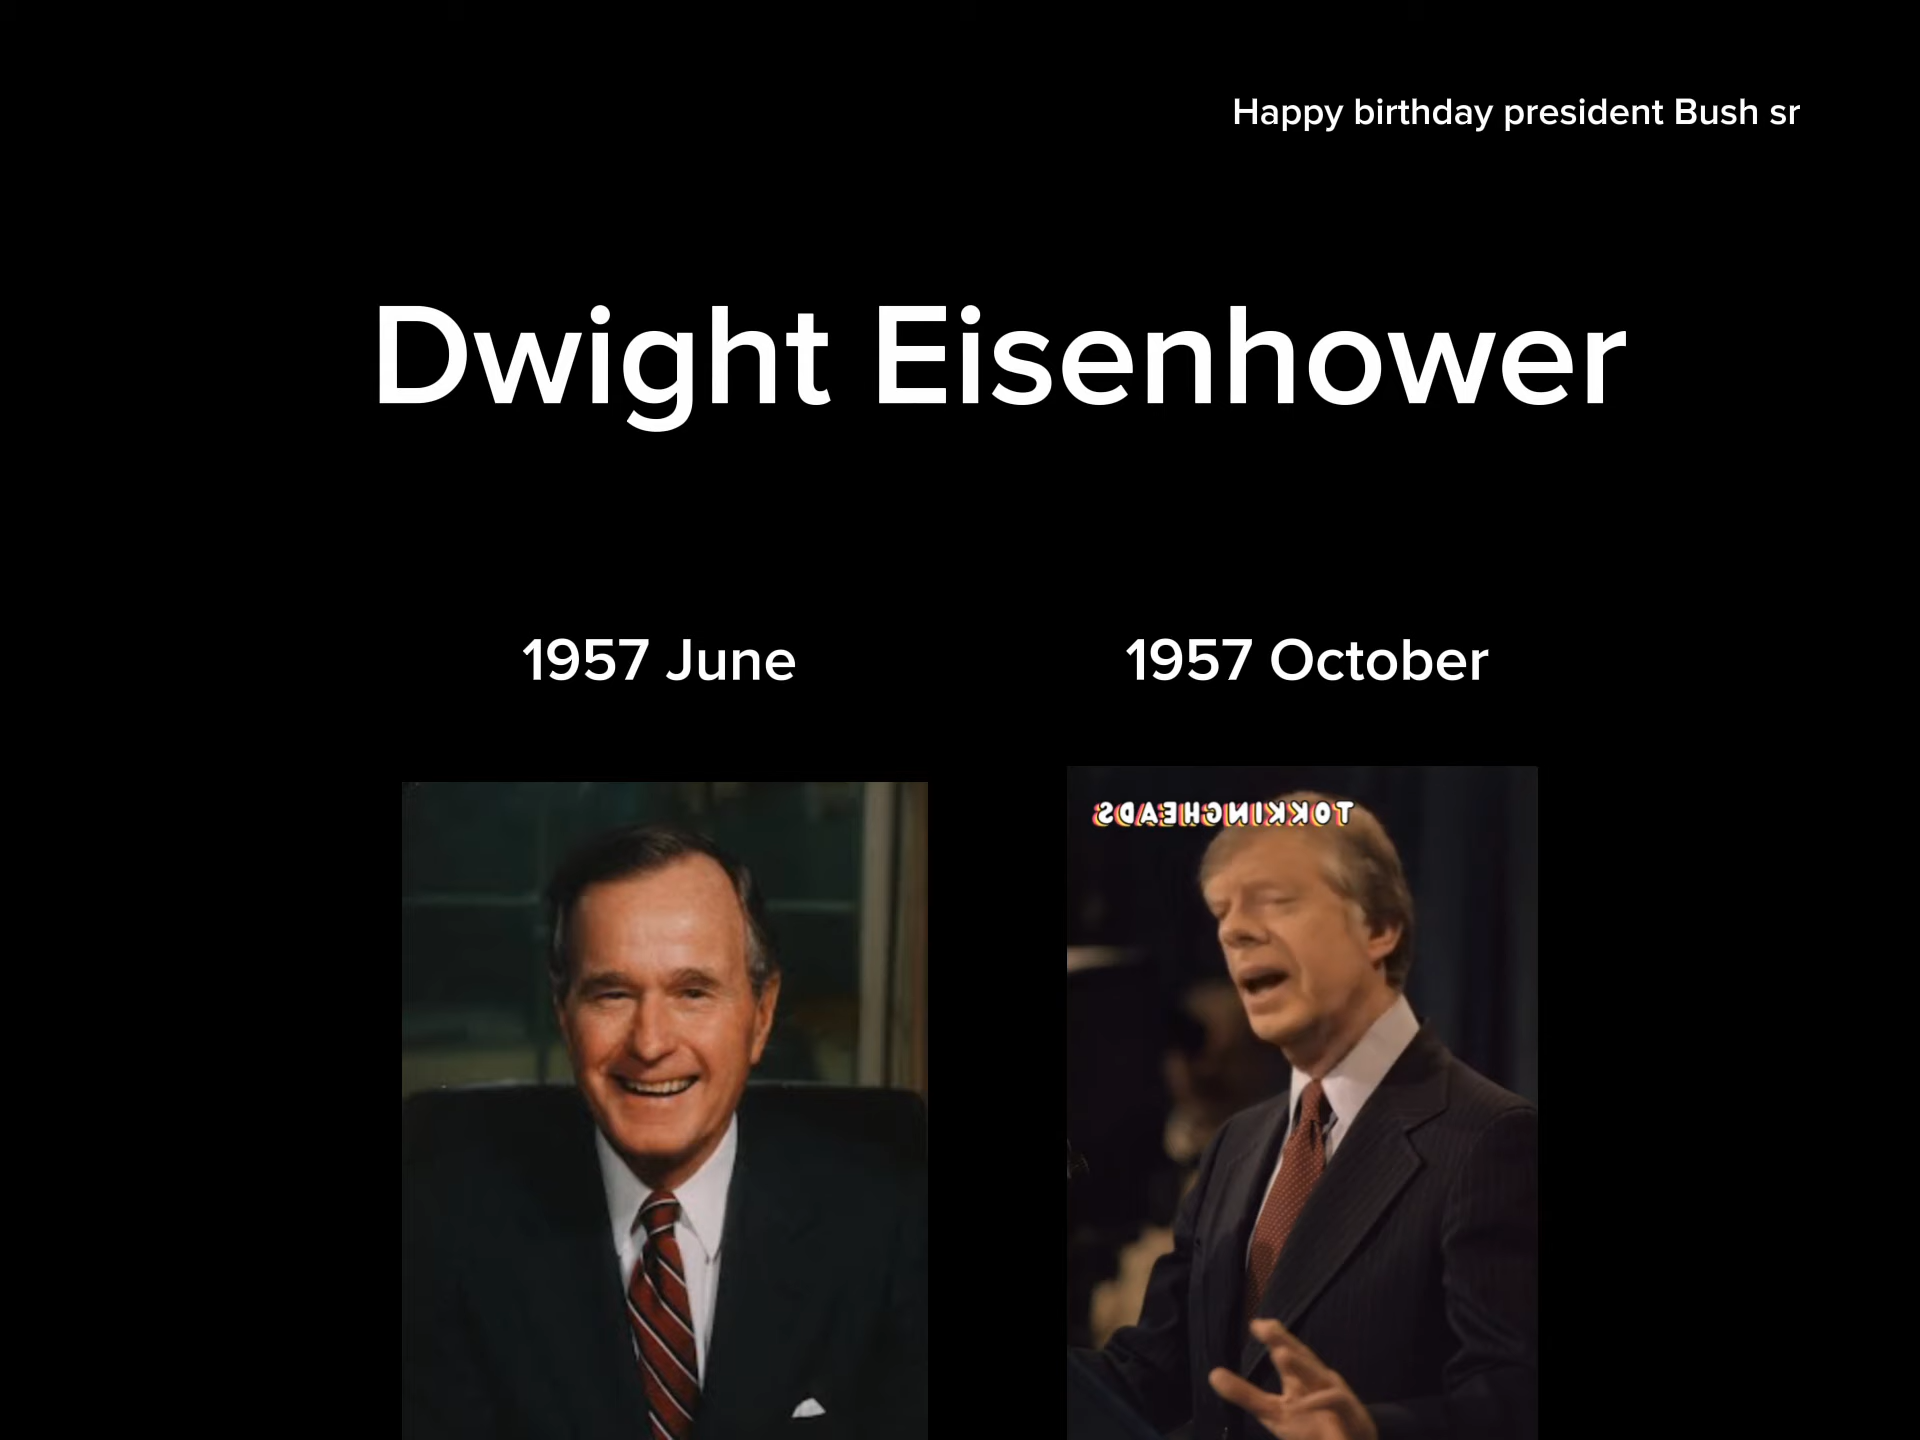 Happy birthday president Bush sr
Dwight Eisenhower
1957 June
1957 October
TOKKINGHEADS